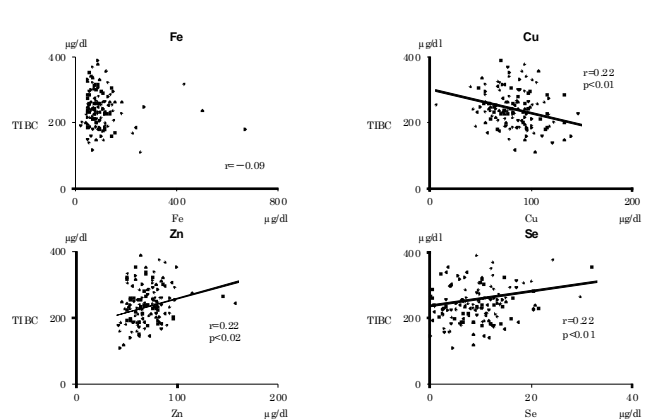 Fe
μg/dl
400
TIBC
200
r=−0.09
0
0 400 800
Fe μg/dl
Cu
μg/dl
400
r=0.22
p<0.01
TIBC
200
0
0 100 200
Cu μg/dl
Zn
μg/dl
400
TIBC
200
r=0.22
p<0.02
0
0 100 200
Zn μg/dl
Se
μg/dl
400
TIBC
200
r=0.22
p<0.01
0
0 20 40
Se μg/dl